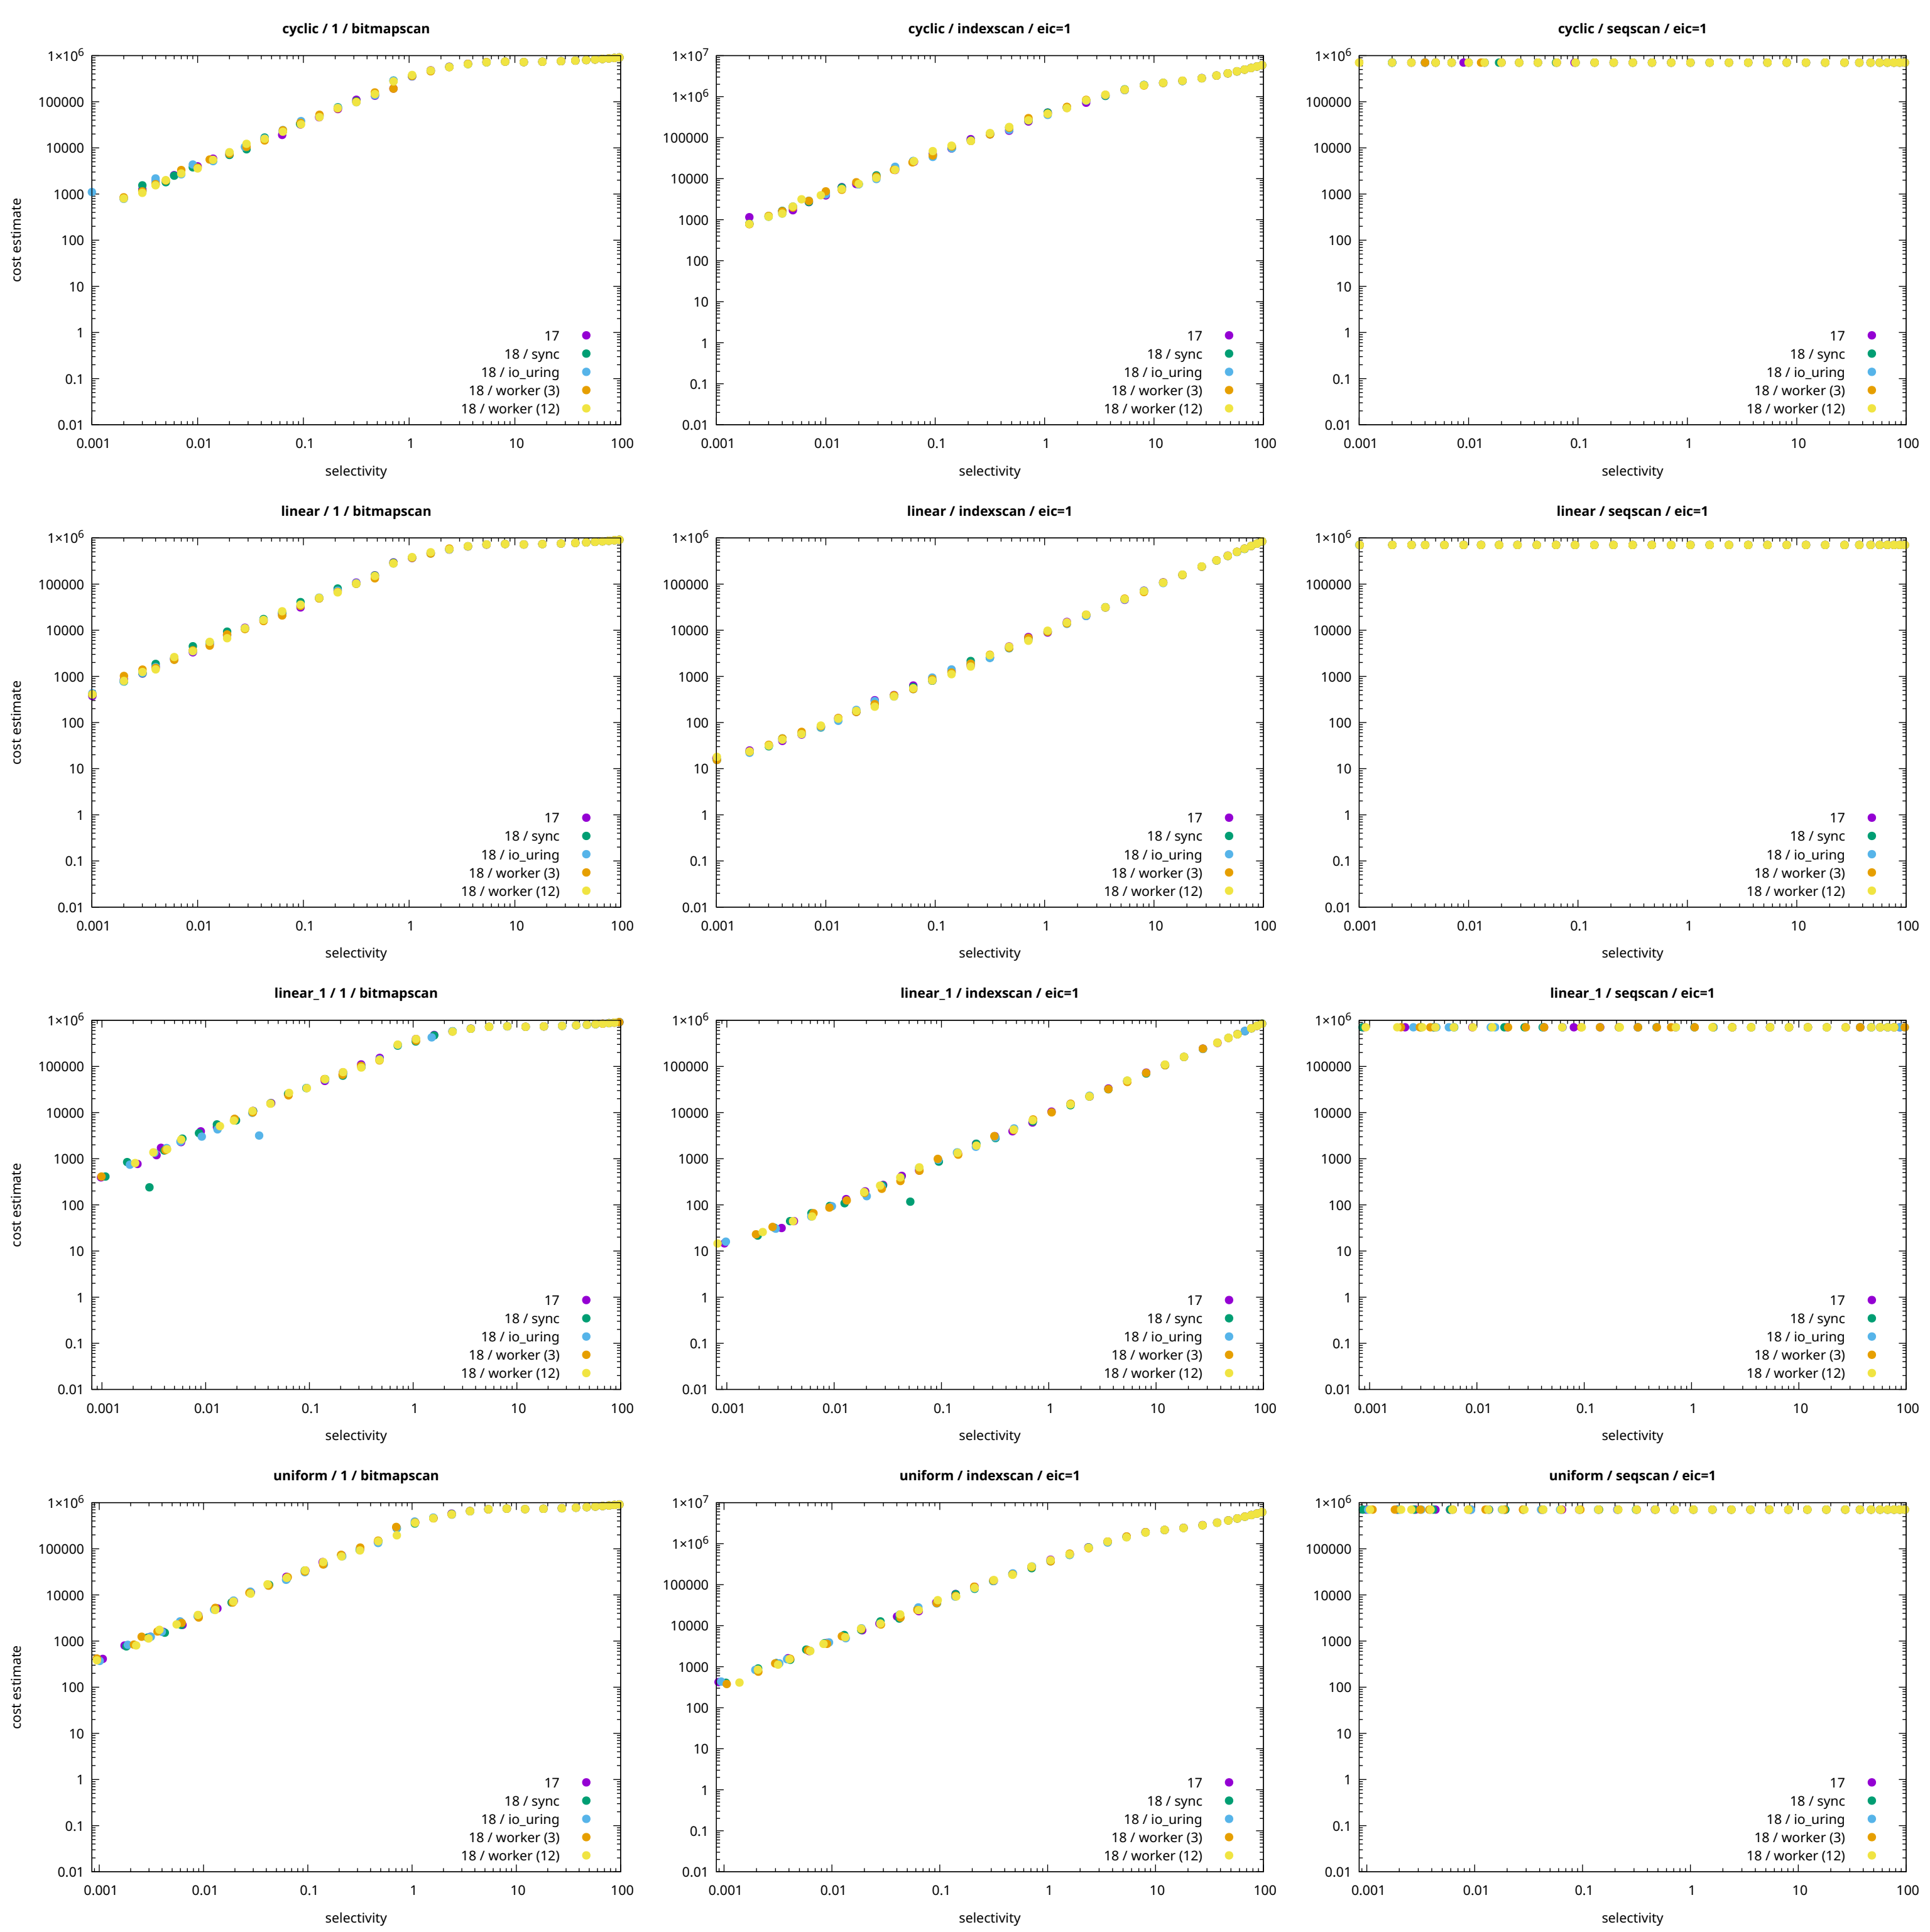 cyclic / 1 / bitmapscan
cost estimate
1×10⁶
100000
10000
1000
100
10
1
0.1
0.01
17
18 / sync
18 / io_uring
18 / worker (3)
18 / worker (12)
0.001 0.01 0.1 1 10 100
selectivity
cyclic / indexscan / eic=1
1×10⁷
1×10⁶
100000
10000
1000
100
10
1
0.1
0.01
17
18 / sync
18 / io_uring
18 / worker (3)
18 / worker (12)
0.001 0.01 0.1 1 10 100
selectivity
cyclic / seqscan / eic=1
1×10⁶
100000
10000
1000
100
10
1
0.1
0.01
17
18 / sync
18 / io_uring
18 / worker (3)
18 / worker (12)
0.001 0.01 0.1 1 10 100
selectivity
linear / 1 / bitmapscan
cost estimate
1×10⁶
100000
10000
1000
100
10
1
0.1
0.01
17
18 / sync
18 / io_uring
18 / worker (3)
18 / worker (12)
0.001 0.01 0.1 1 10 100
selectivity
linear / indexscan / eic=1
1×10⁶
100000
10000
1000
100
10
1
0.1
0.01
17
18 / sync
18 / io_uring
18 / worker (3)
18 / worker (12)
0.001 0.01 0.1 1 10 100
selectivity
linear / seqscan / eic=1
1×10⁶
100000
10000
1000
100
10
1
0.1
0.01
17
18 / sync
18 / io_uring
18 / worker (3)
18 / worker (12)
0.001 0.01 0.1 1 10 100
selectivity
linear_1 / 1 / bitmapscan
cost estimate
1×10⁶
100000
10000
1000
100
10
1
0.1
0.01
17
18 / sync
18 / io_uring
18 / worker (3)
18 / worker (12)
0.001 0.01 0.1 1 10 100
selectivity
linear_1 / indexscan / eic=1
1×10⁶
100000
10000
1000
100
10
1
0.1
0.01
17
18 / sync
18 / io_uring
18 / worker (3)
18 / worker (12)
0.001 0.01 0.1 1 10 100
selectivity
linear_1 / seqscan / eic=1
1×10⁶
100000
10000
1000
100
10
1
0.1
0.01
17
18 / sync
18 / io_uring
18 / worker (3)
18 / worker (12)
0.001 0.01 0.1 1 10 100
selectivity
uniform / 1 / bitmapscan
cost estimate
1×10⁶
100000
10000
1000
100
10
1
0.1
0.01
17
18 / sync
18 / io_uring
18 / worker (3)
18 / worker (12)
0.001 0.01 0.1 1 10 100
selectivity
uniform / indexscan / eic=1
1×10⁷
1×10⁶
100000
10000
1000
100
10
1
0.1
0.01
17
18 / sync
18 / io_uring
18 / worker (3)
18 / worker (12)
0.001 0.01 0.1 1 10 100
selectivity
uniform / seqscan / eic=1
1×10⁶
100000
10000
1000
100
10
1
0.1
0.01
17
18 / sync
18 / io_uring
18 / worker (3)
18 / worker (12)
0.001 0.01 0.1 1 10 100
selectivity